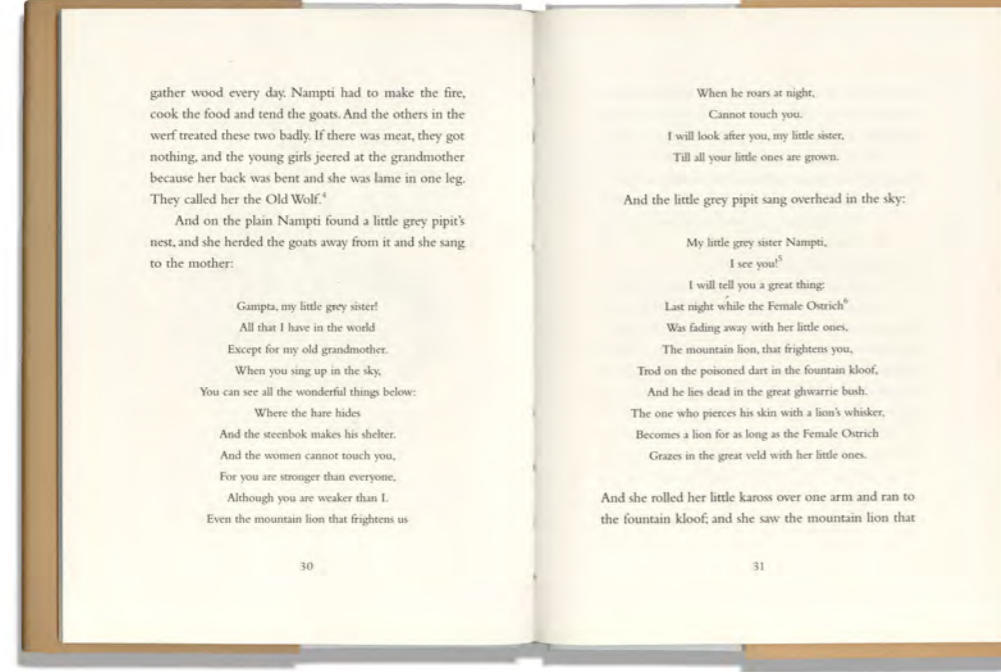 gather wood every day. Nampti had to make the fire,
cook the food and tend the goats. And the others in the
werf treated these two badly. If there was meat, they got
nothing, and the young girls jeered at the grandmother
because her back was bent and she was lame in one leg.
They called her the Old Wolf.⁴
And on the plain Nampti found a little grey pipit's
nest, and she herded the goats away from it and she sang
to the mother:
Gampta, my little grey sister!
All that I have in the world
Except for my old grandmother.
When you sing up in the sky,
You can see all the wonderful things below:
Where the hare hides
And the steenbok makes his shelter.
And the women cannot touch you,
For you are stronger than everyone,
Although you are weaker than I.
Even the mountain lion that frightens us
30
When he roars at night,
Cannot touch you.
I will look after you, my little sister,
Till all your little ones are grown.
And the little grey pipit sang overhead in the sky:
My little grey sister Nampti,
I see you!⁵
I will tell you a great thing:
Last night while the Female Ostrich⁶
Was fading away with her little ones,
The mountain lion, that frightens you,
Trod on the poisoned dart in the fountain kloof,
And he lies dead in the great ghwarrie bush.
The one who pierces his skin with a lion's whisker,
Becomes a lion for as long as the Female Ostrich
Grazes in the great veld with her little ones.
And she rolled her little kaross over one arm and ran to
the fountain kloof; and she saw the mountain lion that
31